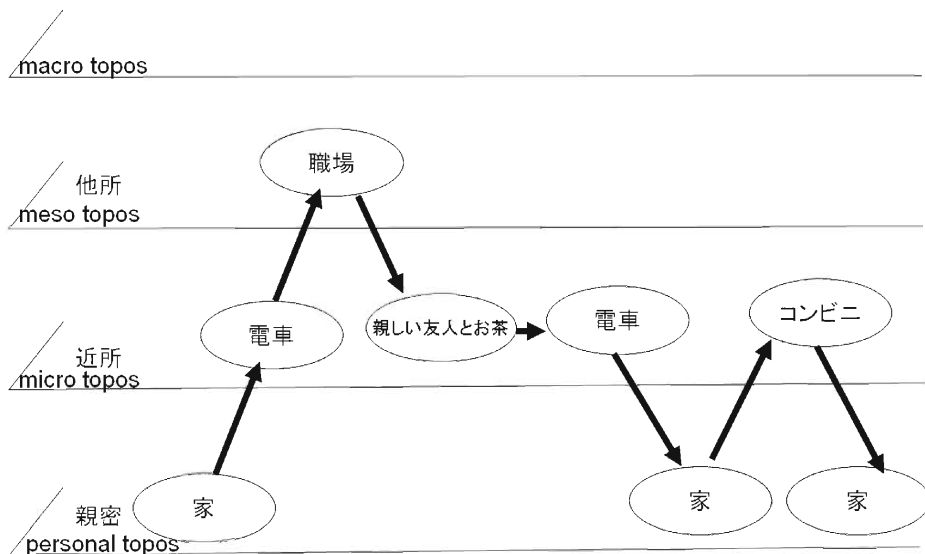 macro topos
職場
他所
meso topos
電車
親しい友人とお茶
電車
コンビニ
近所
micro topos
家
家
家
親密
personal topos